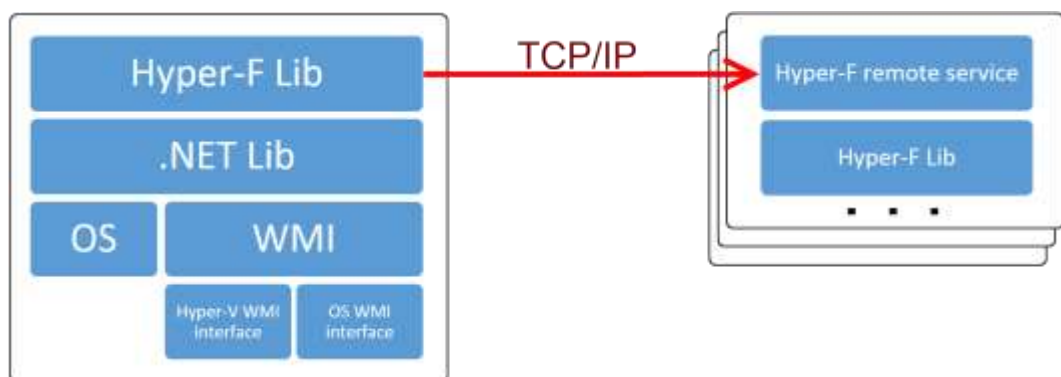 Hyper-F Lib
.NET Lib
OS
WMI
Hyper-V WMI
interface
OS WMI
interface
TCP/IP
Hyper-F remote service
Hyper-F Lib
. . .